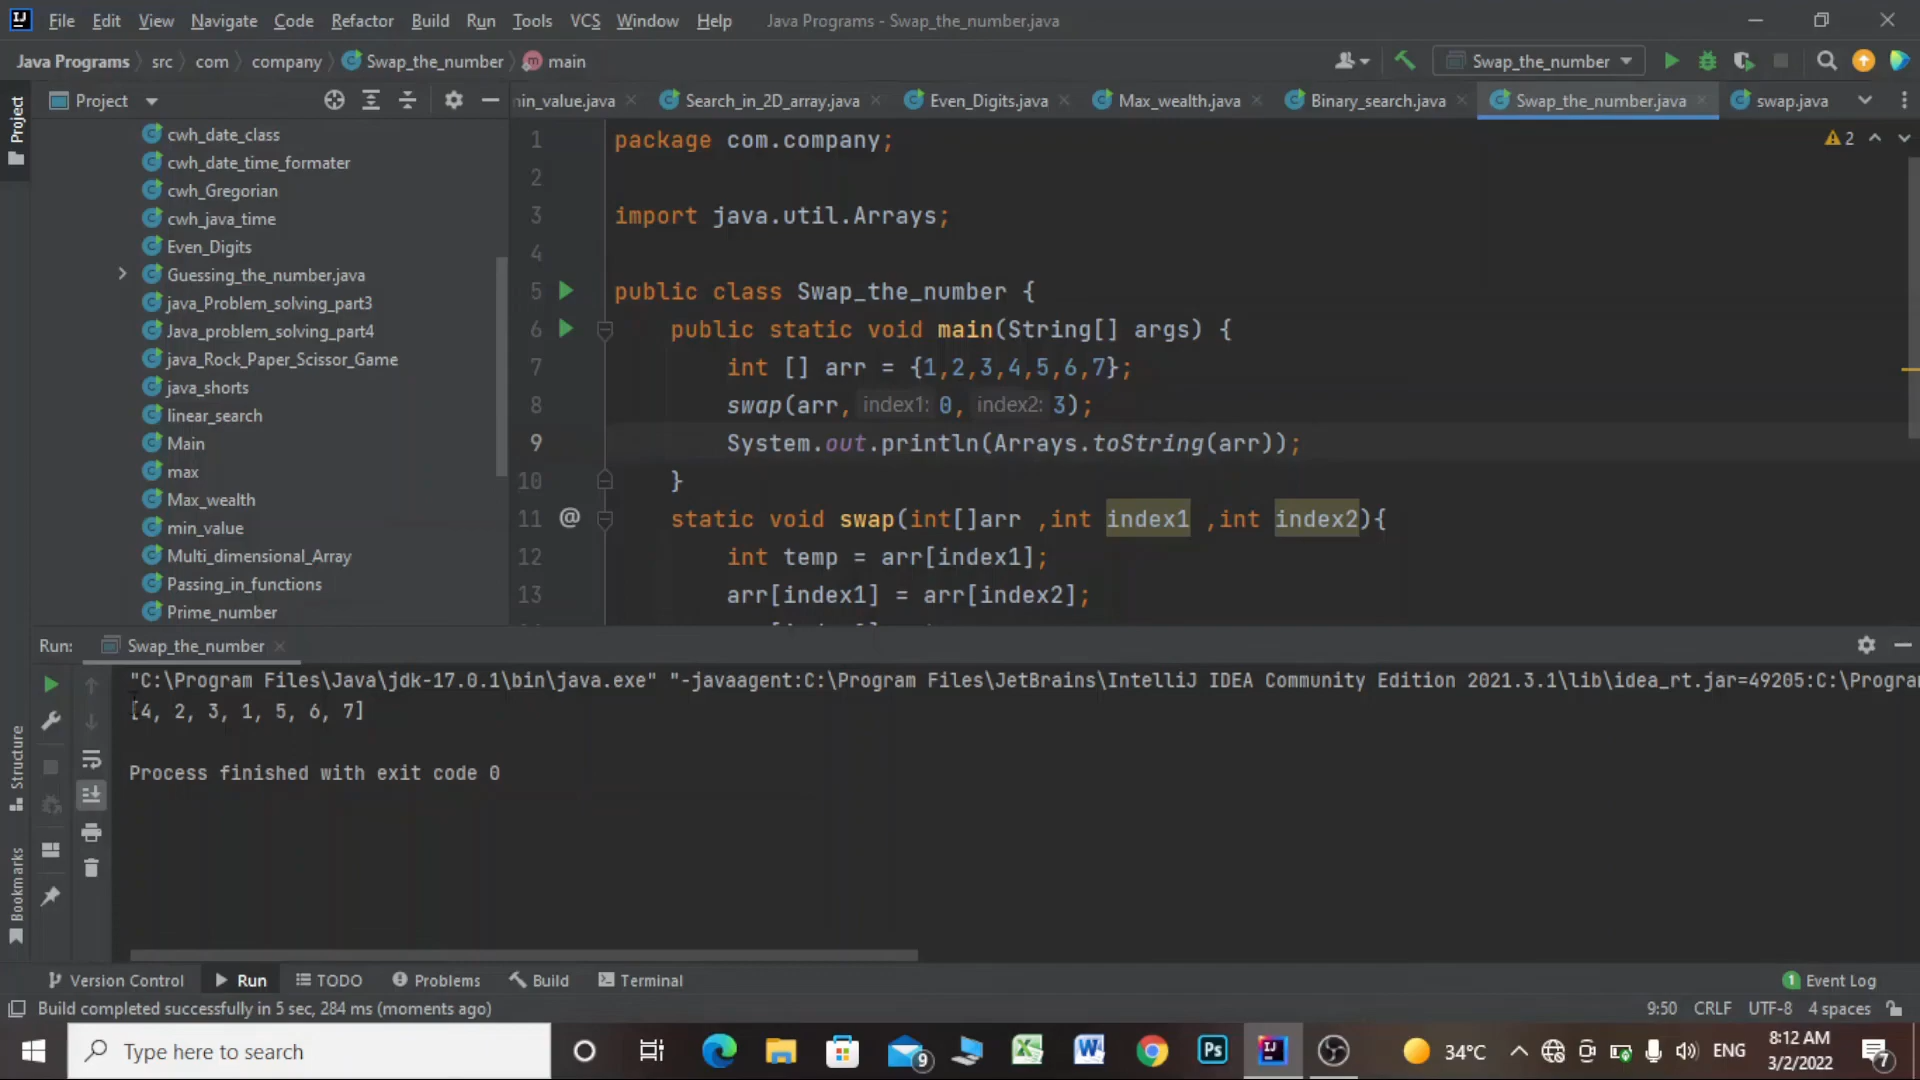 File Edit View Navigate Code Refactor Build Run Tools VCS Window Help Java Programs - Swap_the_number.java
Java Programs src com company Swap_the_number main Swap_the_number
Project
Project
in_value.java Search_in_2D_array.java Even_Digits.java Max_wealth.java Binary_search.java Swap_the_number.java swap.java
cwh_date_class
cwh_date_time_formater
cwh_Gregorian
cwh_java_time
Even_Digits
Guessing_the_number.java
java_Problem_solving_part3
Java_problem_solving_part4
java_Rock_Paper_Scissor_Game
java_shorts
linear_search
Main
max
Max_wealth
min_value
Multi_dimensional_Array
Passing_in_functions
Prime_number
2
1 package com.company;
2
3 import java.util.Arrays;
4
5 public class Swap_the_number {
6 public static void main(String[] args) {
7 int [] arr = {1,2,3,4,5,6,7};
8 swap(arr, index1: 0, index2: 3);
9 System.out.println(Arrays.toString(arr));
10 }
11 @ static void swap(int[]arr ,int index1 ,int index2){
12 int temp = arr[index1];
13 arr[index1] = arr[index2];
Run: Swap_the_number
"C:\Program Files\Java\jdk-17.0.1\bin\java.exe" "-javaagent:C:\Program Files\JetBrains\IntelliJ IDEA Community Edition 2021.3.1\lib\idea_rt.jar=49205:C:\Progra
[4, 2, 3, 1, 5, 6, 7]
Process finished with exit code 0
Structure
Bookmarks
Version Control Run TODO Problems Build Terminal 1 Event Log
Build completed successfully in 5 sec, 284 ms (moments ago) 9:50 CRLF UTF-8 4 spaces
Type here to search 9 Ps IJ 34°C ENG 8:12 AM
3/2/2022 7